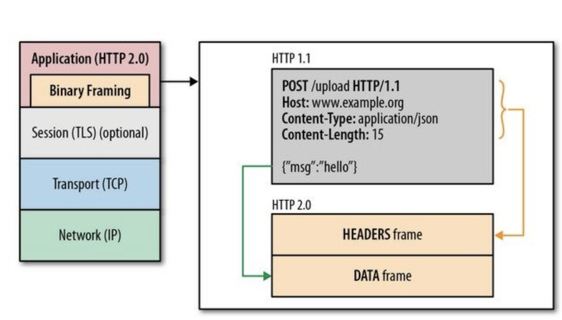 Application (HTTP 2.0)
Binary Framing
Session (TLS) (optional)
Transport (TCP)
Network (IP)
HTTP 1.1
POST /upload HTTP/1.1
Host: www.example.org
Content-Type: application/json
Content-Length: 15
{"msg":"hello"}
HTTP 2.0
HEADERS frame
DATA frame